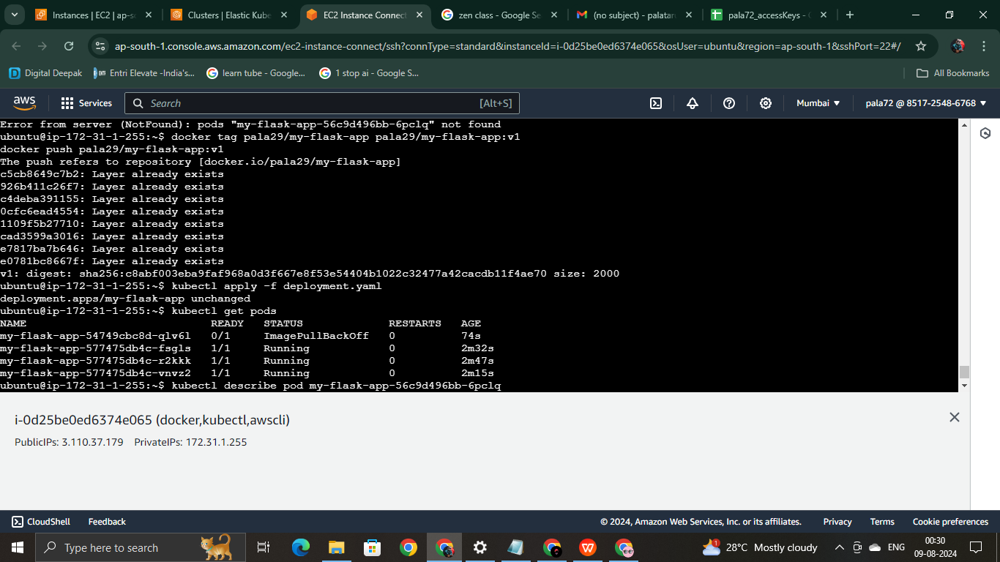 Instances | EC2 | ap-s
Clusters | Elastic Kube
EC2 Instance Connect
zen class - Google Se
(no subject) - palatar
pala72_accessKeys - G
ap-south-1.console.aws.amazon.com/ec2-instance-connect/ssh?connType=standard&instanceId=i-0d25be0ed6374e065&osUser=ubuntu&region=ap-south-1&sshPort=22#/
Digital Deepak
Entri Elevate -India's...
learn tube - Google...
1 stop ai - Google S...
All Bookmarks
aws
Services
Search
[Alt+S]
Mumbai
pala72 @ 8517-2548-6768
Error from server (NotFound): pods "my-flask-app-56c9d496bb-6pclq" not found
ubuntu@ip-172-31-1-255:~$ docker tag pala29/my-flask-app pala29/my-flask-app:v1
docker push pala29/my-flask-app:v1
The push refers to repository [docker.io/pala29/my-flask-app]
c5cb8649c7b2: Layer already exists
926b411c26f7: Layer already exists
c4deba391155: Layer already exists
0cfc6ead4554: Layer already exists
1109f5b27710: Layer already exists
cad3599a3016: Layer already exists
e7817ba7b646: Layer already exists
e0781bc8667f: Layer already exists
v1: digest: sha256:c8abf003eba9faf968a0d3f667e8f53e54404b1022c32477a42cacdb11f4ae70 size: 2000
ubuntu@ip-172-31-1-255:~$ kubectl apply -f deployment.yaml
deployment.apps/my-flask-app unchanged
ubuntu@ip-172-31-1-255:~$ kubectl get pods
NAME READY STATUS RESTARTS AGE
my-flask-app-54749cbc8d-qlv6l 0/1 ImagePullBackOff 0 74s
my-flask-app-577475db4c-fsgls 1/1 Running 0 2m32s
my-flask-app-577475db4c-r2kkk 1/1 Running 0 2m47s
my-flask-app-577475db4c-vnvz2 1/1 Running 0 2m15s
ubuntu@ip-172-31-1-255:~$ kubectl describe pod my-flask-app-56c9d496bb-6pclq
i-0d25be0ed6374e065 (docker,kubectl,awscli)
PublicIPs: 3.110.37.179 PrivateIPs: 172.31.1.255
CloudShell
Feedback
© 2024, Amazon Web Services, Inc. or its affiliates.
Privacy
Terms
Cookie preferences
Type here to search
28°C Mostly cloudy
ENG
00:30
09-08-2024